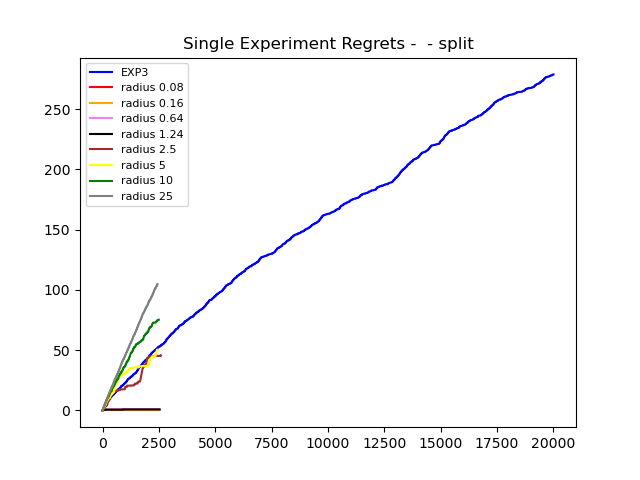 Single Experiment Regrets -  - split
EXP3
radius 0.08
radius 0.16
radius 0.64
radius 1.24
radius 2.5
radius 5
radius 10
radius 25
250
200
150
100
50
0
0 2500 5000 7500 10000 12500 15000 17500 20000